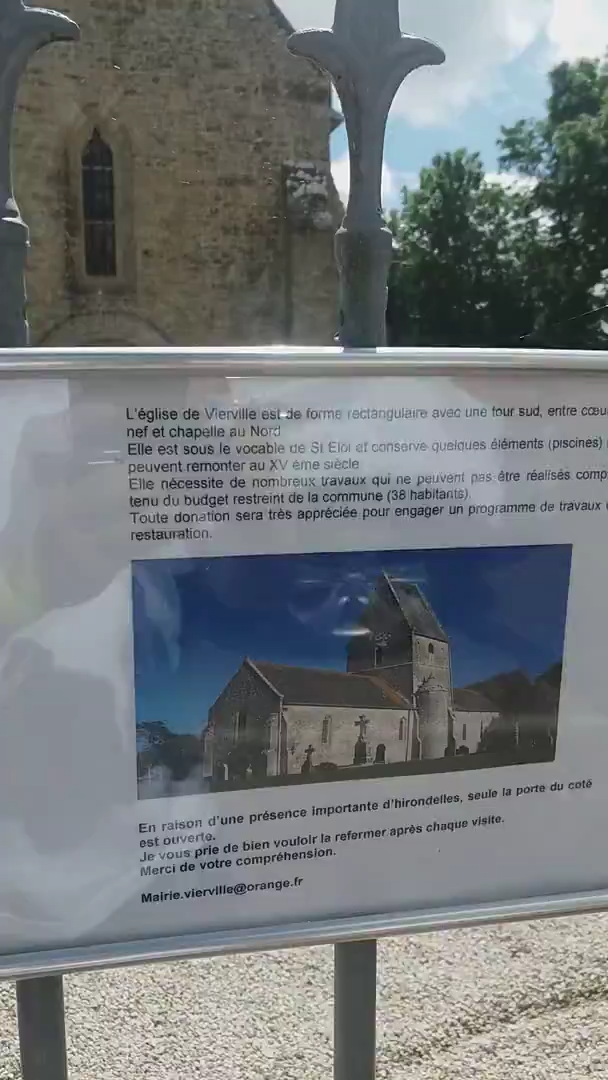 L'église de Vierville est de forme rectangulaire avec une tour sud, entre cœu
nef et chapelle au Nord
Elle est sous le vocable de St Eloi et conserve quelques éléments (piscines)
peuvent remonter au XV ème siècle
Elle nécessite de nombreux travaux qui ne peuvent pas être réalisés comp
tenu du budget restreint de la commune (38 habitants)
Toute donation sera très appréciée pour engager un programme de travaux
restauration.
En raison d'une présence importante d'hirondelles, seule la porte du coté
est ouverte.
Je vous prie de bien vouloir la refermer après chaque visite.
Merci de votre compréhension.
Mairie.vierville@orange.fr